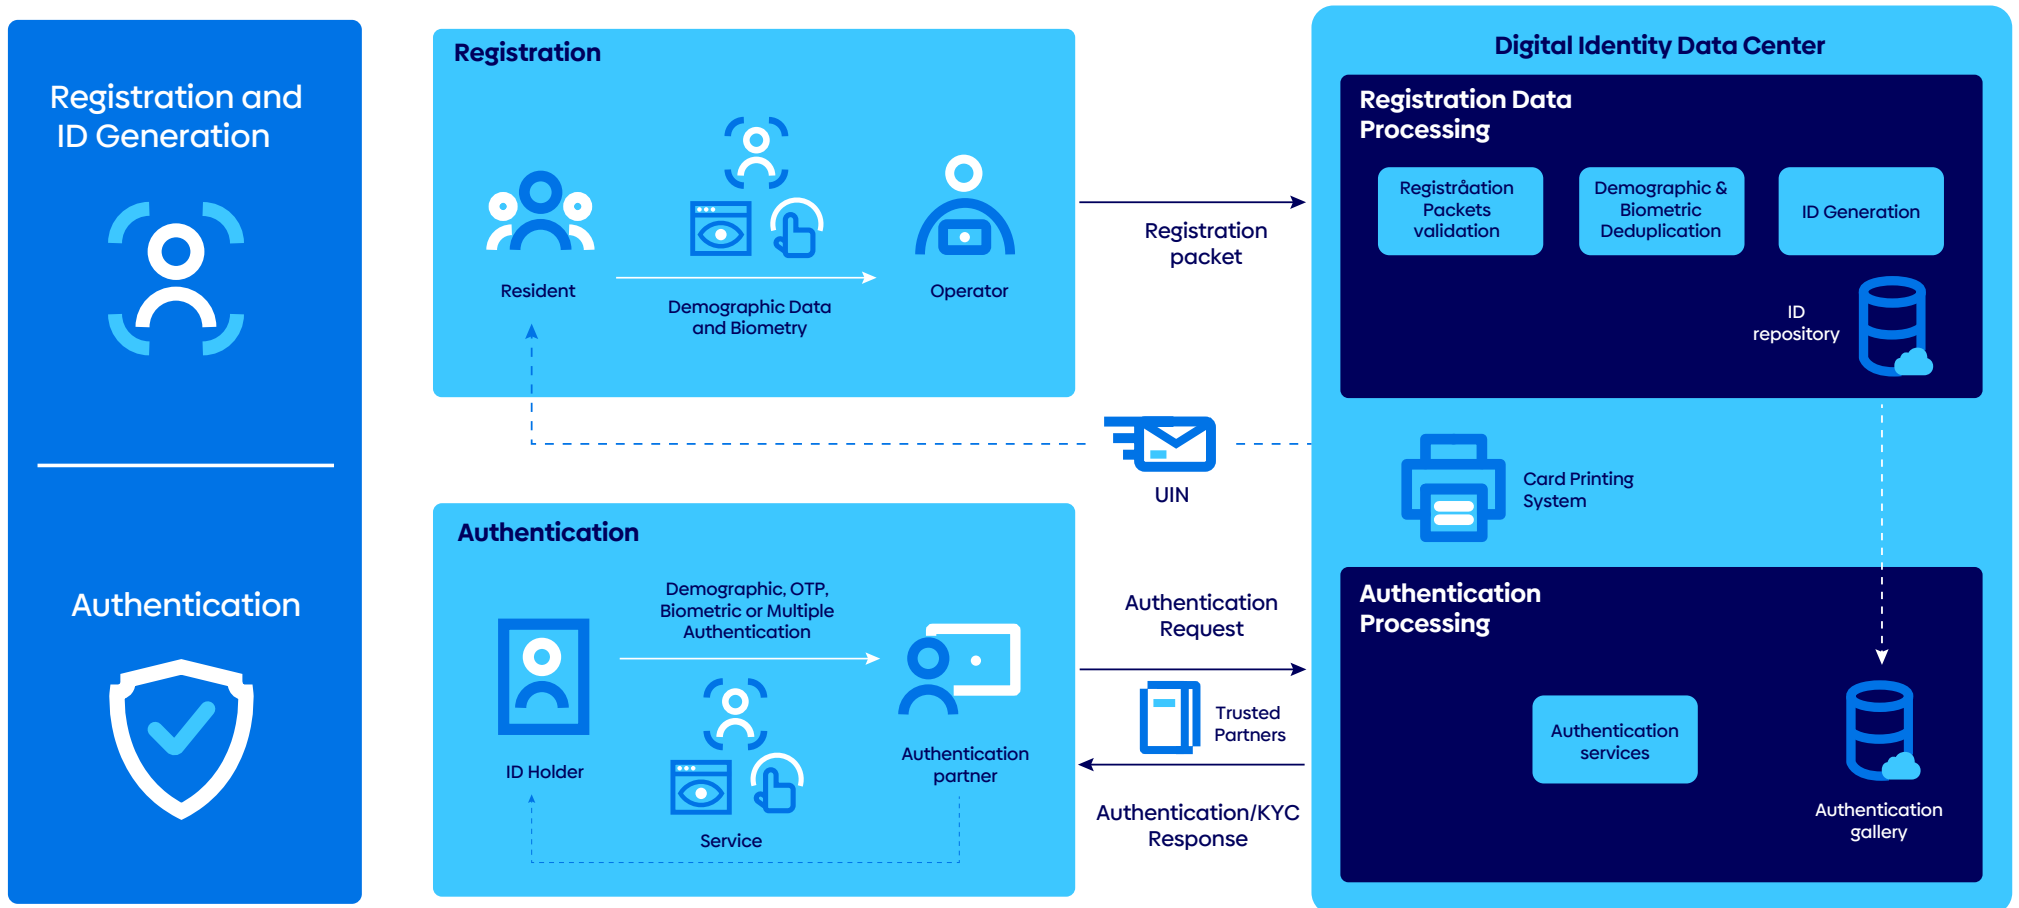 Registration and
ID Generation
Authentication
Registration
Resident
Demographic Data
and Biometry
Operator
Registration
packet
UIN
Authentication
Demographic, OTP,
Biometric or Multiple
Authentication
ID Holder
Service
Authentication
partner
Authentication
Request
Trusted
Partners
Authentication/KYC
Response
Digital Identity Data Center
Registration Data
Processing
Registråation
Packets
validation
Demographic &
Biometric
Deduplication
ID Generation
ID
repository
Card Printing
System
Authentication
Processing
Authentication
services
Authentication
gallery